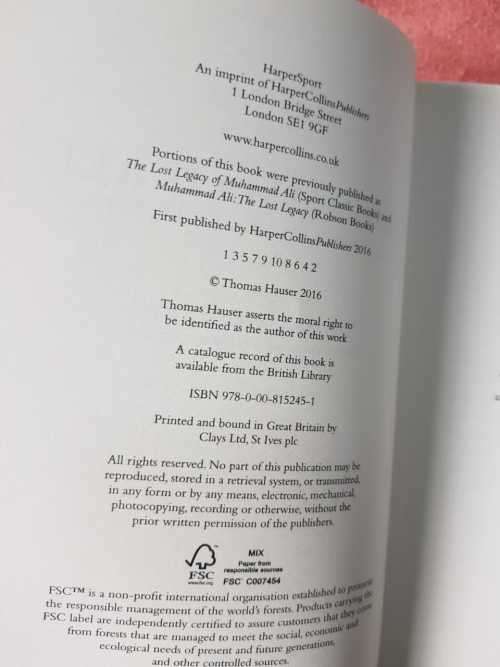 HarperSport
An imprint of HarperCollinsPublishers
1 London Bridge Street
London SE1 9GF
www.harpercollins.co.uk
Portions of this book were previously published as
The Lost Legacy of Muhammad Ali (Sport Classic Books) and
Muhammad Ali: The Lost Legacy (Robson Books)
First published by HarperCollinsPublishers 2016
1 3 5 7 9 10 8 6 4 2
© Thomas Hauser 2016
Thomas Hauser asserts the moral right to
be identified as the author of this work
A catalogue record of this book is
available from the British Library
ISBN 978-0-00-815245-1
Printed and bound in Great Britain by
Clays Ltd, St Ives plc
All rights reserved. No part of this publication may be
reproduced, stored in a retrieval system, or transmitted,
in any form or by any means, electronic, mechanical,
photocopying, recording or otherwise, without the
prior written permission of the publishers.
FSC
www.fsc.org
MIX
Paper from
responsible sources
FSC® C007454
FSC™ is a non-profit international organisation established to promote
the responsible management of the world's forests. Products carrying the
FSC label are independently certified to assure customers that they come
from forests that are managed to meet the social, economic and
ecological needs of present and future generations,
and other controlled sources.